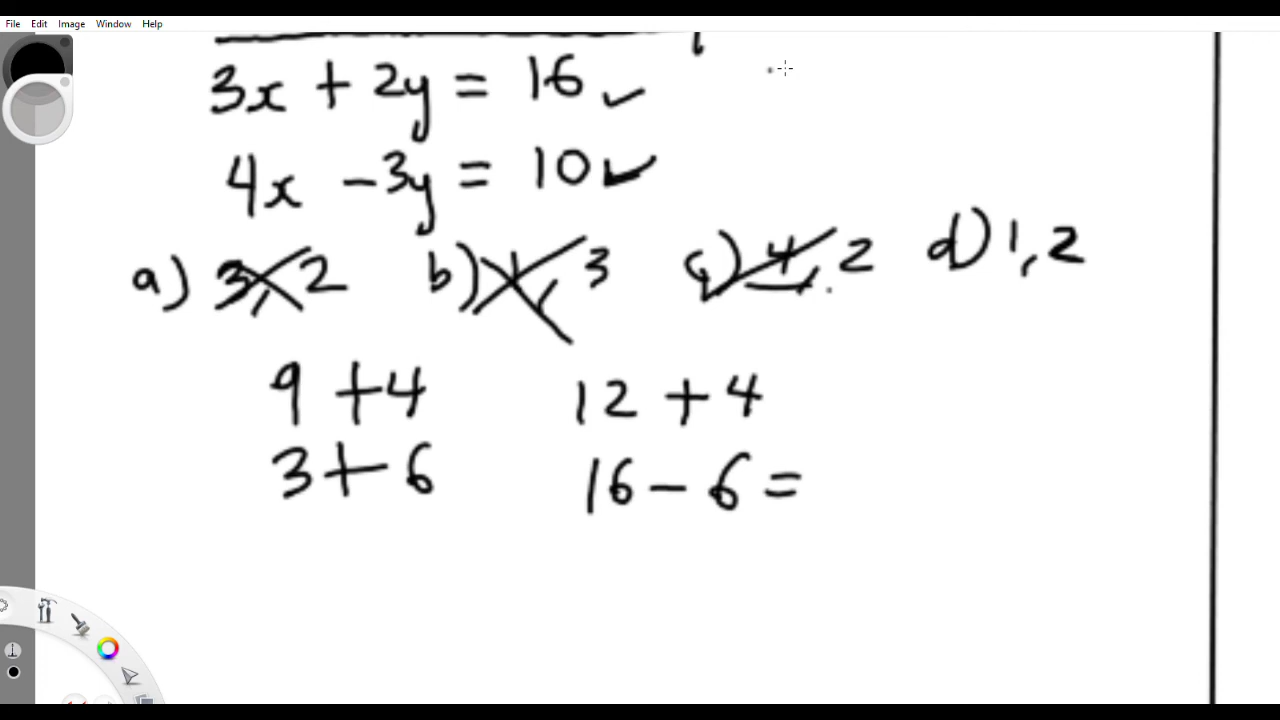 File Edit Image Window Help
3x + 2y = 16 ✓
4x - 3y = 10 ✓
a) 3, 2 b) 1, 3 c) 4, 2 d) 1, 2
9 + 4 12 + 4
3 + 6 16 - 6 =